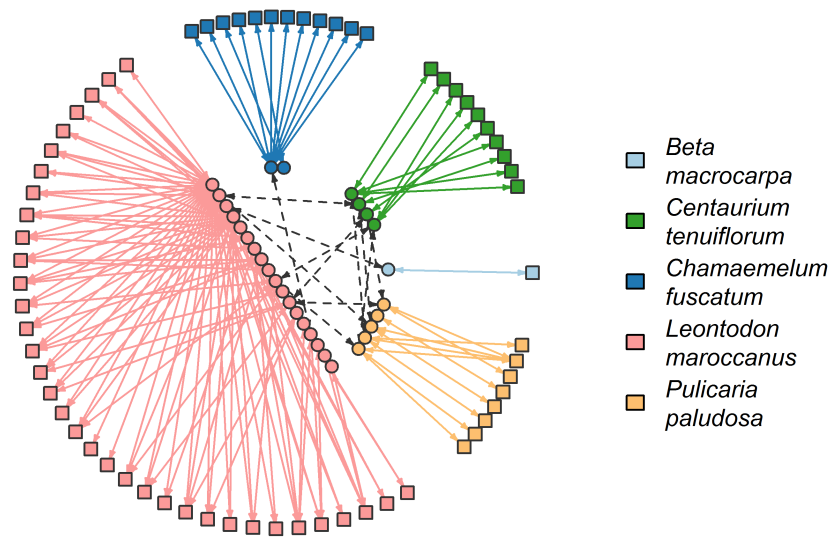 Beta
macrocarpa
Centaurium
tenuiflorum
Chamaemelum
fuscatum
Leontodon
maroccanus
Pulicaria
paludosa